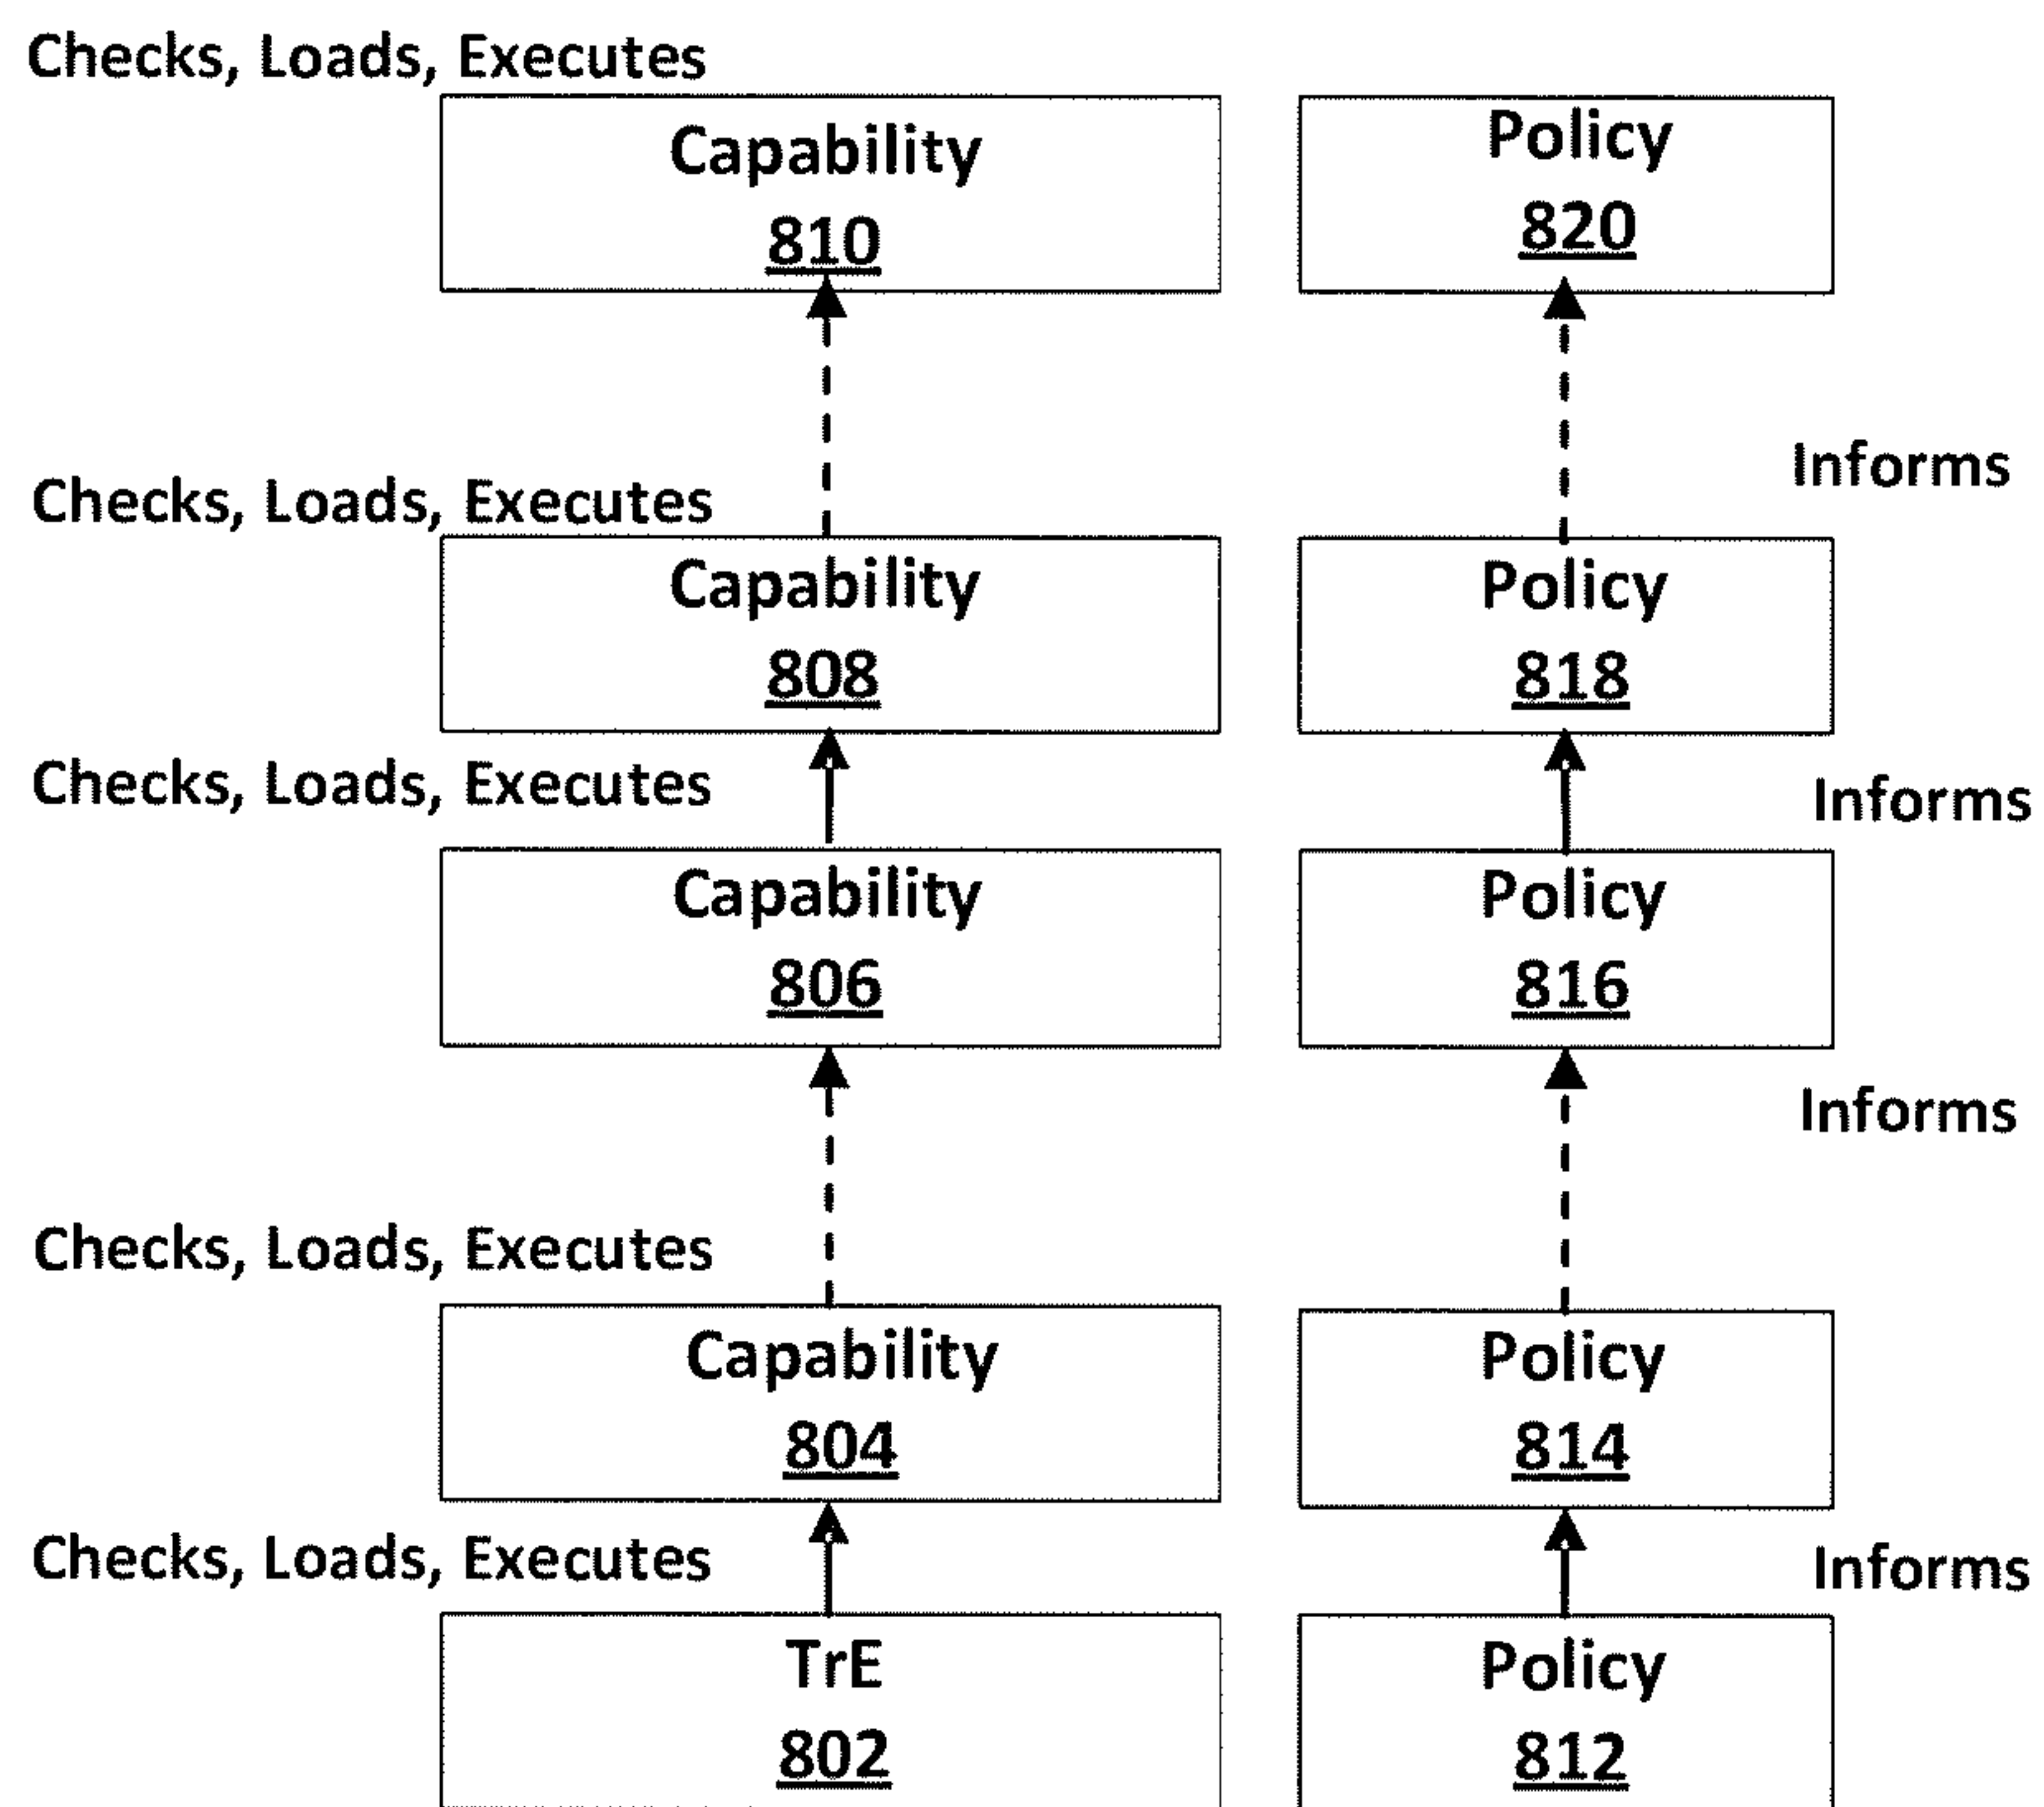 Checks, Loads, Executes
Capability
810
Policy
820
Informs
Checks, Loads, Executes
Capability
808
Policy
818
Checks, Loads, Executes
Informs
Capability
806
Policy
816
Informs
Checks, Loads, Executes
Capability
804
Policy
814
Checks, Loads, Executes
Informs
TrE
802
Policy
812